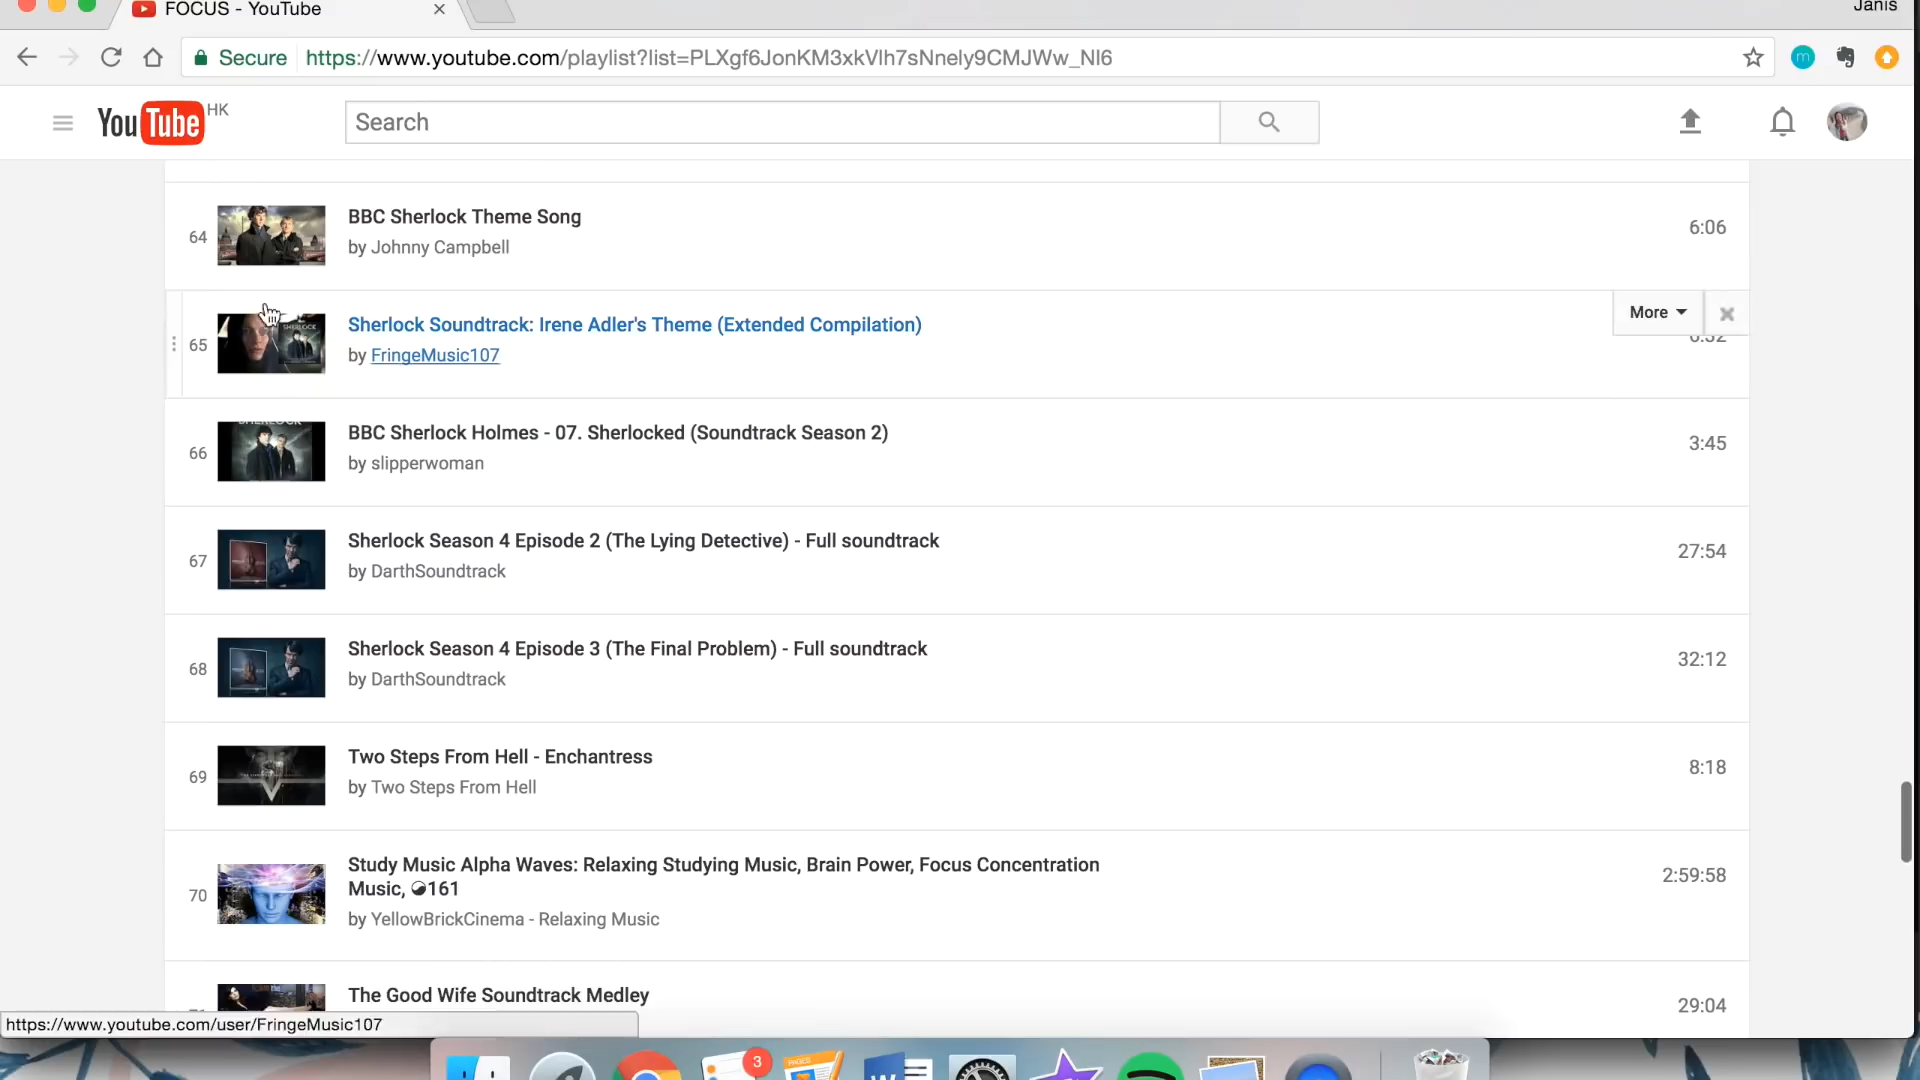 FOCUS - YouTube
Janis
Secure https://www.youtube.com/playlist?list=PLXgf6JonKM3xkVlh7sNnely9CMJWw_Nl6
m
YouTube HK
Search
64
BBC Sherlock Theme Song
6:06
by Johnny Campbell
65
SHERLOCK
Sherlock Soundtrack: Irene Adler's Theme (Extended Compilation)
More
by FringeMusic107
66
SHERLOCK
BBC Sherlock Holmes - 07. Sherlocked (Soundtrack Season 2)
3:45
by slipperwoman
67
Sherlock Season 4 Episode 2 (The Lying Detective) - Full soundtrack
27:54
by DarthSoundtrack
68
Sherlock Season 4 Episode 3 (The Final Problem) - Full soundtrack
32:12
by DarthSoundtrack
69
Two Steps From Hell - Enchantress
8:18
by Two Steps From Hell
70
Study Music Alpha Waves: Relaxing Studying Music, Brain Power, Focus Concentration
Music, ◕161
2:59:58
by YellowBrickCinema - Relaxing Music
The Good Wife Soundtrack Medley
29:04
https://www.youtube.com/user/FringeMusic107
3
PAGES
W